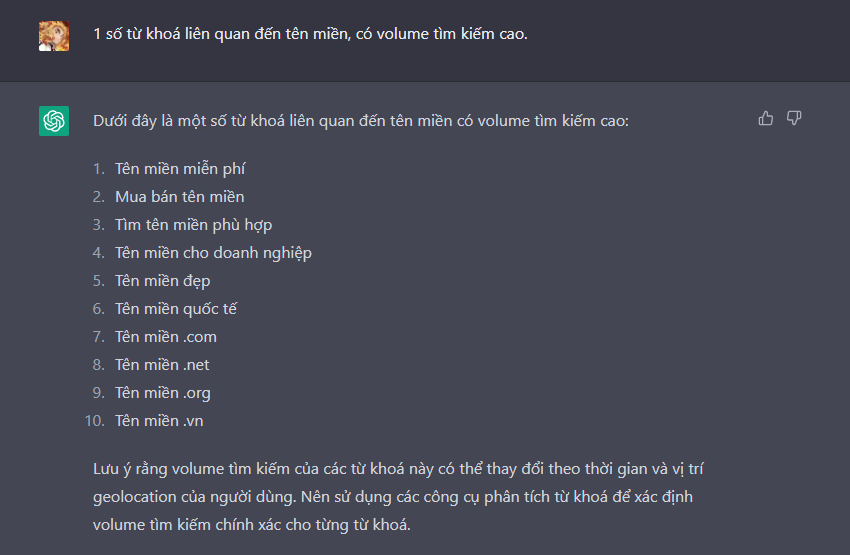 1 số từ khoá liên quan đến tên miền, có volume tìm kiếm cao.
Dưới đây là một số từ khoá liên quan đến tên miền có volume tìm kiếm cao:
1. Tên miền miễn phí
2. Mua bán tên miền
3. Tìm tên miền phù hợp
4. Tên miền cho doanh nghiệp
5. Tên miền đẹp
6. Tên miền quốc tế
7. Tên miền .com
8. Tên miền .net
9. Tên miền .org
10. Tên miền .vn
Lưu ý rằng volume tìm kiếm của các từ khoá này có thể thay đổi theo thời gian và vị trí
geolocation của người dùng. Nên sử dụng các công cụ phân tích từ khoá để xác định
volume tìm kiếm chính xác cho từng từ khoá.